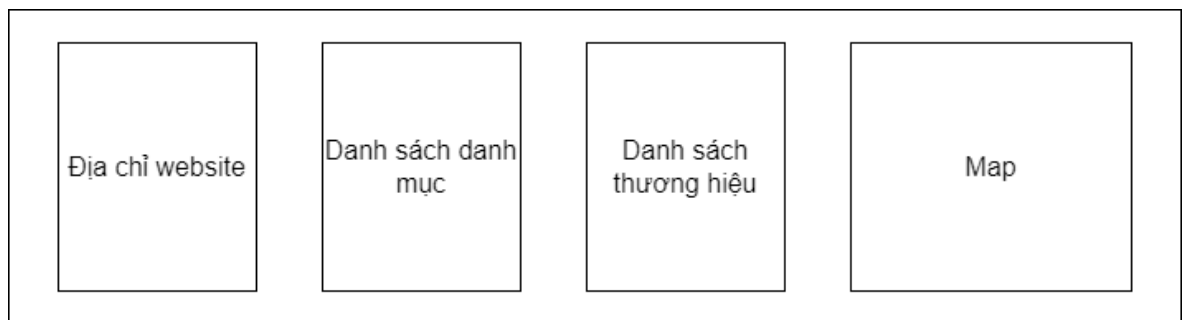 Địa chỉ website
Danh sách danh
mục
Danh sách
thương hiệu
Map